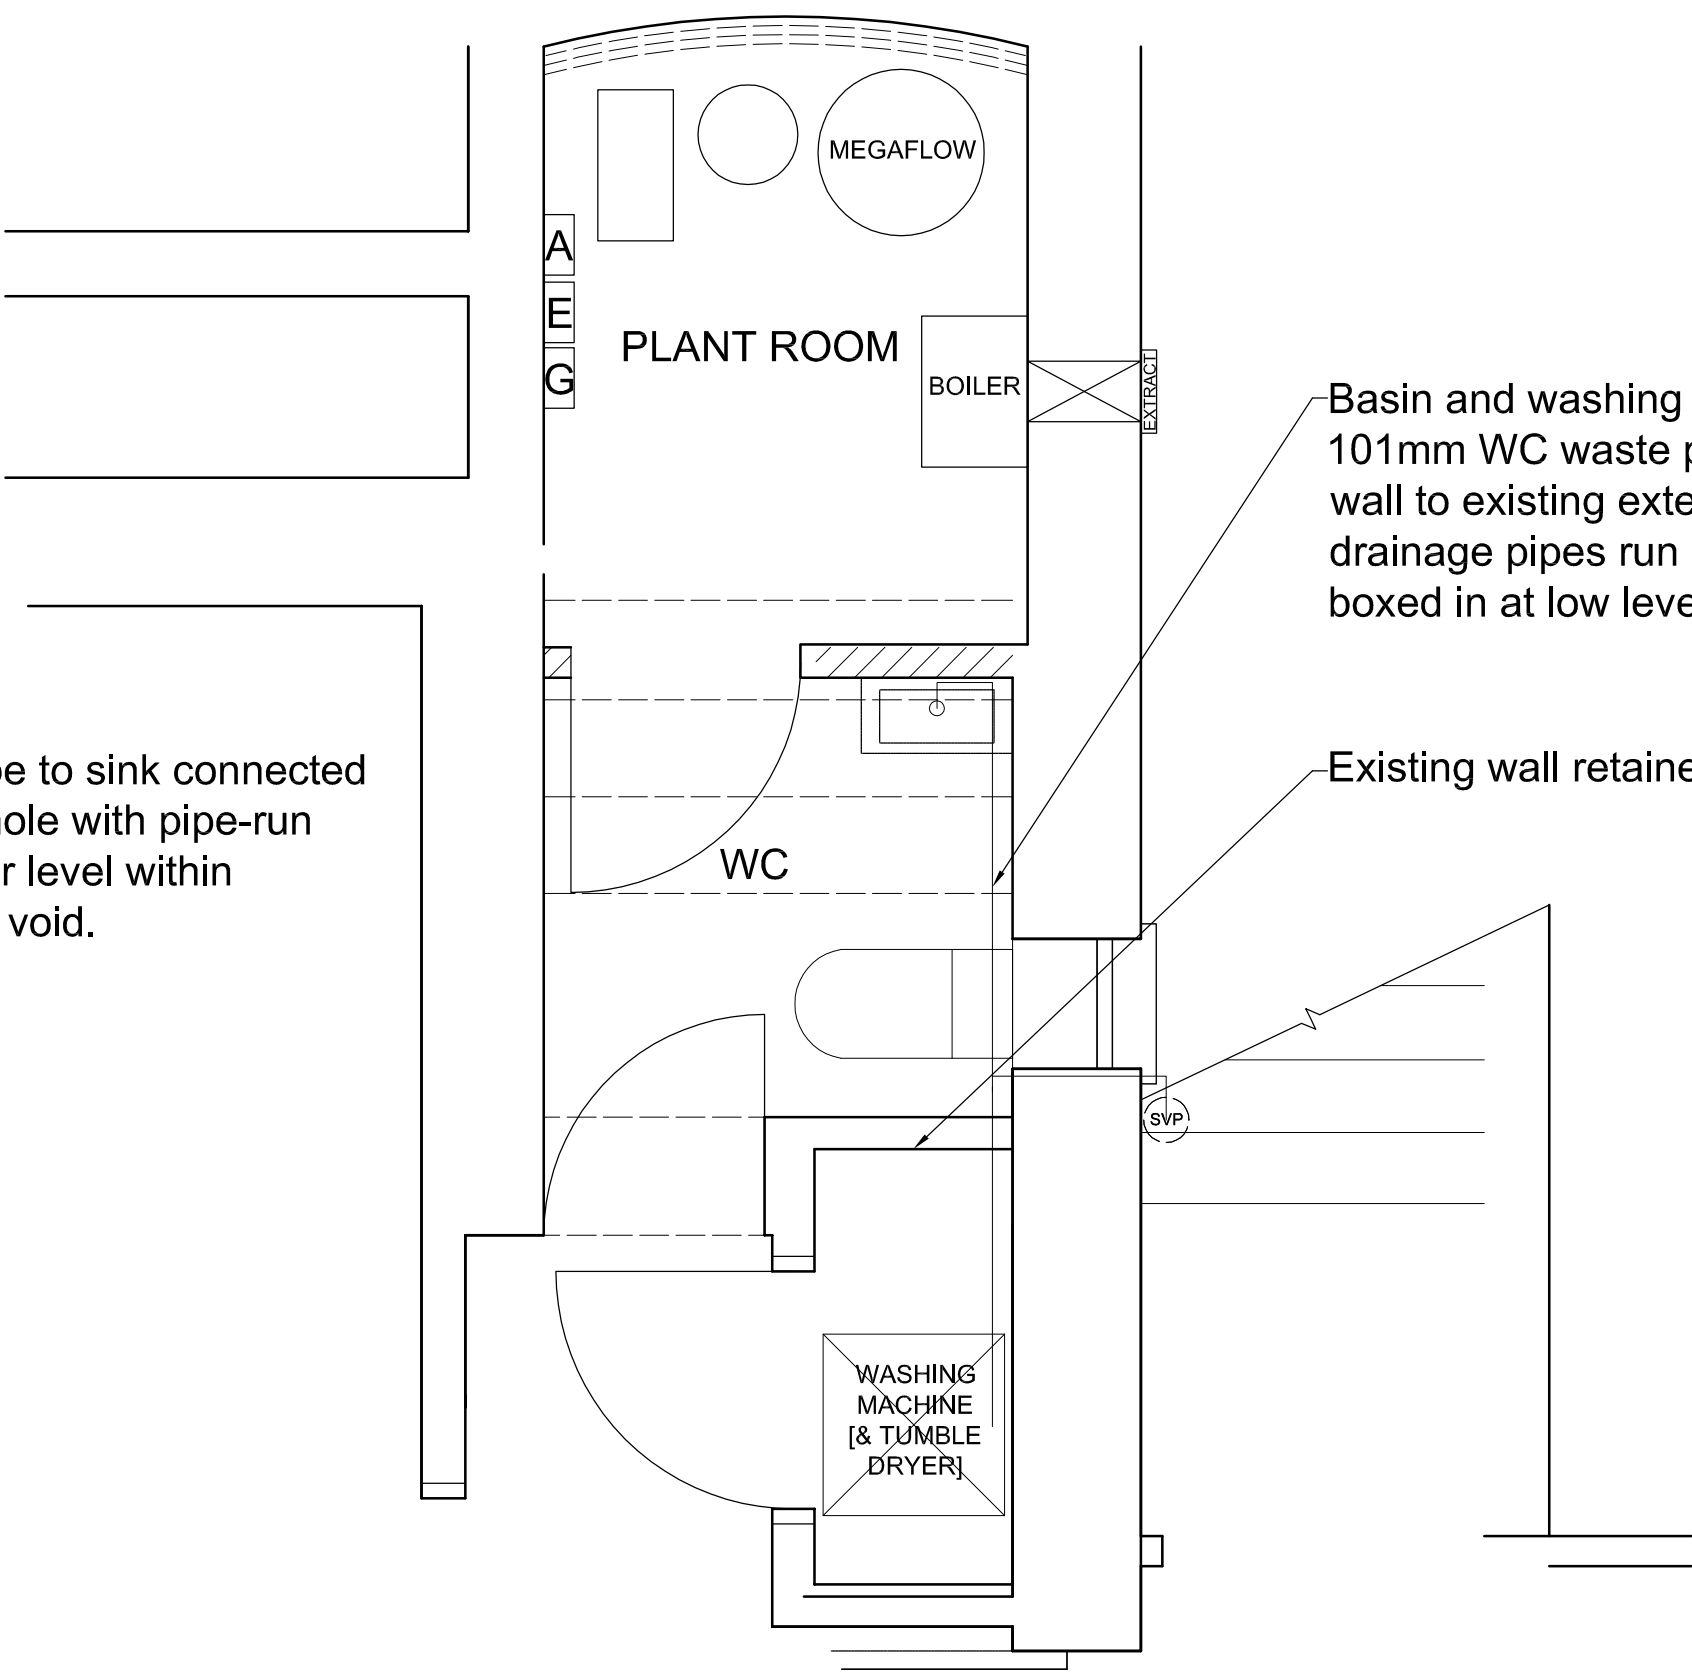 MEGAFLOW
A
E
G
PLANT ROOM
BOILER
EXTRACT
Basin and washing
101mm WC waste p
wall to existing exte
drainage pipes run
boxed in at low leve
Existing wall retaine
be to sink connected
hole with pipe-run
r level within
void.
WC
SVP
WASHING
MACHINE
[& TUMBLE
DRYER]